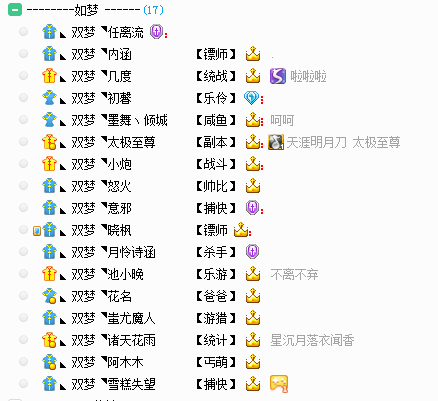 --------如梦 ------ (17)
◣ 双梦 ◥任离流
◣ 双梦 ◥内涵 【镖师】 .
◣ 双梦 ◥几度 【统战】 啦啦啦
◣ 双梦 ◥初馨 【乐伶】
◣ 双梦 ◥墨舞丶倾城 【咸鱼】 呵呵
◣ 双梦 ◥太极至尊 【副本】 天涯明月刀 太极至尊
◣ 双梦 ◥小炮 【战斗】
◣ 双梦 ◥怒火 【帅比】
◣ 双梦 ◥意邪 【捕快】
◣ 双梦 ◥晓枫 【镖师】
◣ 双梦 ◥月怜诗涵 【杀手】
◣ 双梦 ◥池小晚 【乐游】 不离不弃
◣ 双梦 ◥花名 【爸爸】
◣ 双梦 ◥蚩尤魔人 【游猎】
◣ 双梦 ◥诸天花雨 【统计】 星沉月落衣闻香
◣ 双梦 ◥阿木木 【丐萌】
◣ 双梦 ◥雪糕失望 【捕快】